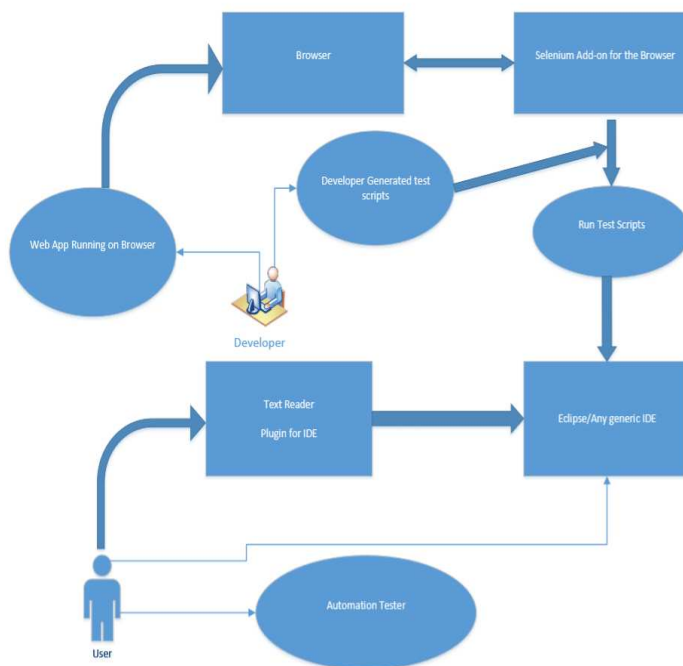 Browser
Selenium Add-on for the Browser
Developer Generated test
scripts
Web App Running on Browser
Run Test Scripts
Developer
Text Reader
Plugin for IDE
Eclipse/Any generic IDE
Automation Tester
User